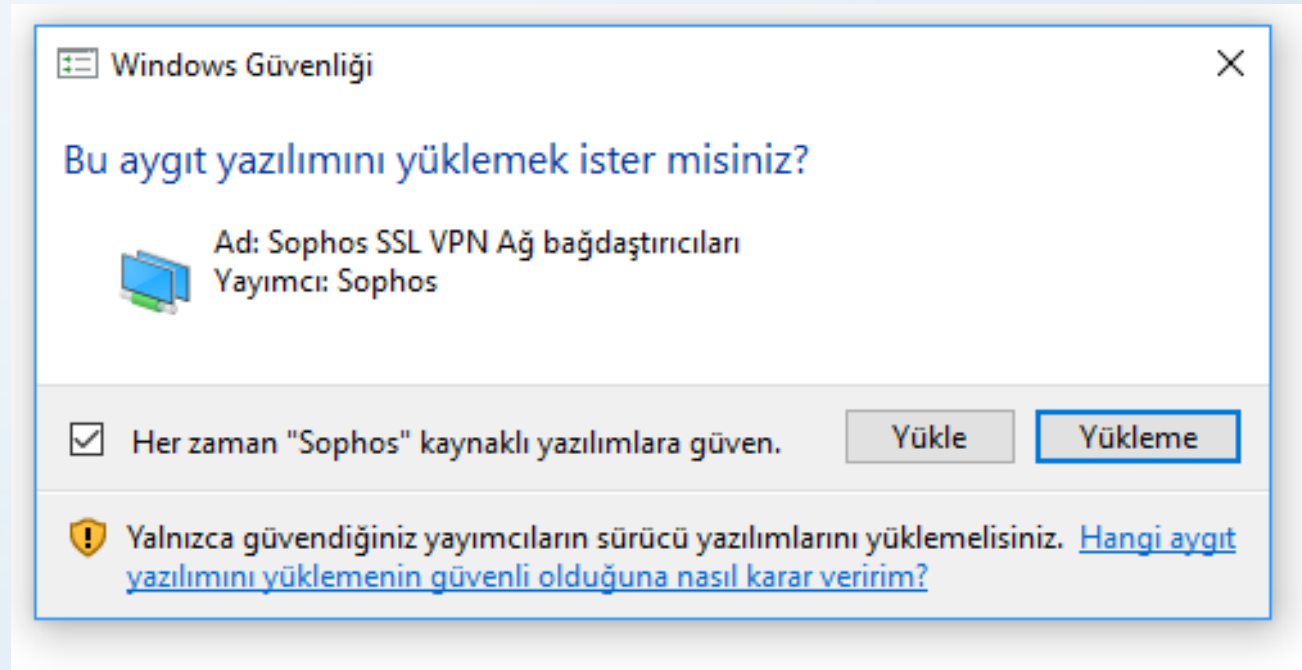 Windows Güvenliği
Bu aygıt yazılımını yüklemek ister misiniz?
Ad: Sophos SSL VPN Ağ bağdaştırıcıları
Yayımcı: Sophos
Her zaman "Sophos" kaynaklı yazılımlara güven.
Yükle
Yükleme
Yalnızca güvendiğiniz yayımcıların sürücü yazılımlarını yüklemelisiniz. Hangi aygıt
yazılımını yüklemenin güvenli olduğuna nasıl karar veririm?